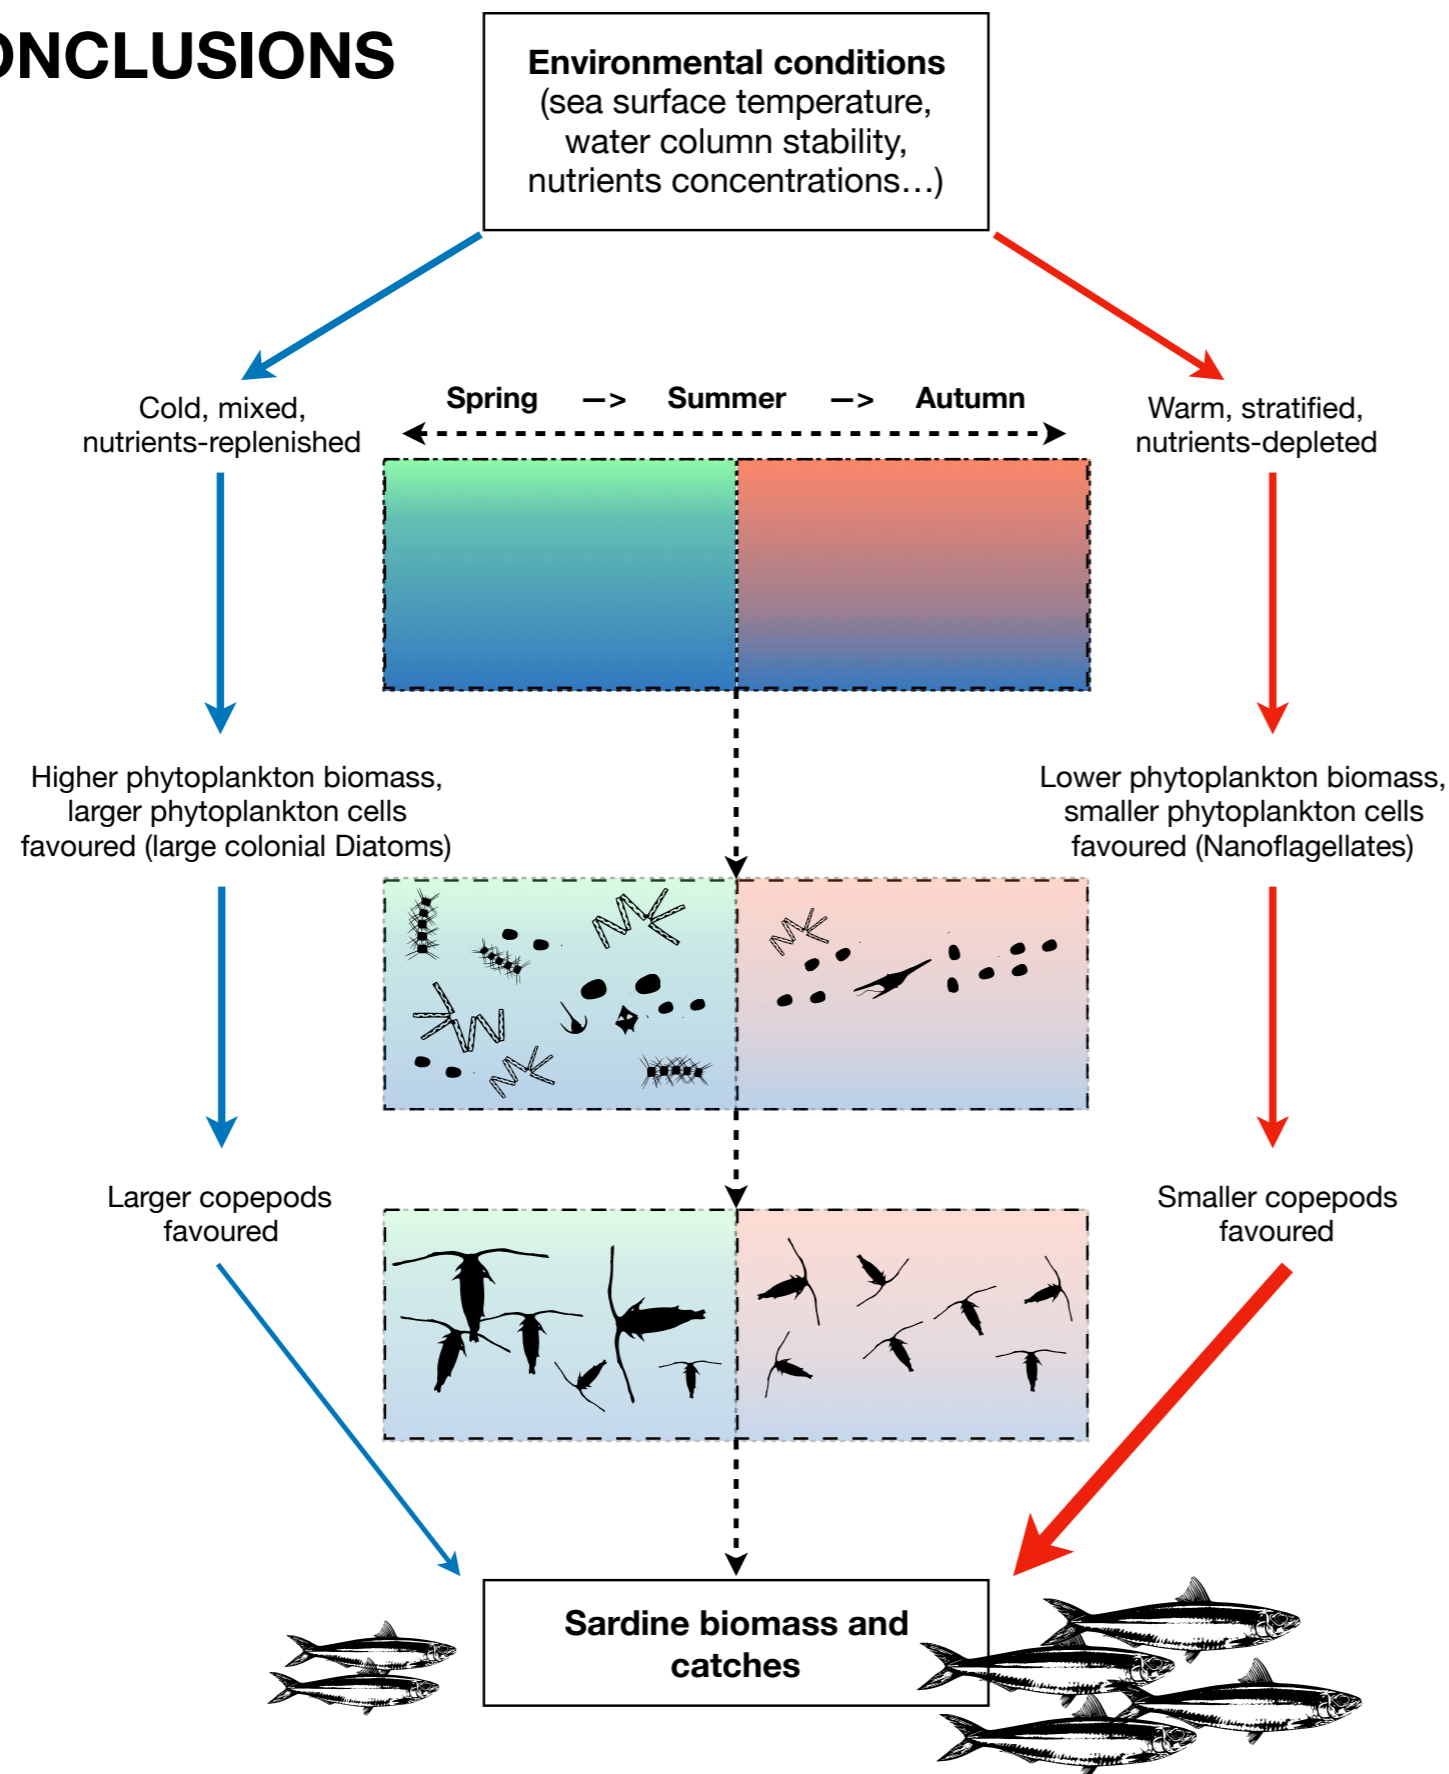 ONCLUSIONS
Environmental conditions
(sea surface temperature,
water column stability,
nutrients concentrations…)
Cold, mixed,
nutrients-replenished
Spring —> Summer —> Autumn
Warm, stratified,
nutrients-depleted
Higher phytoplankton biomass,
larger phytoplankton cells
favoured (large colonial Diatoms)
Lower phytoplankton biomass,
smaller phytoplankton cells
favoured (Nanoflagellates)
Larger copepods
favoured
Smaller copepods
favoured
Sardine biomass and
catches